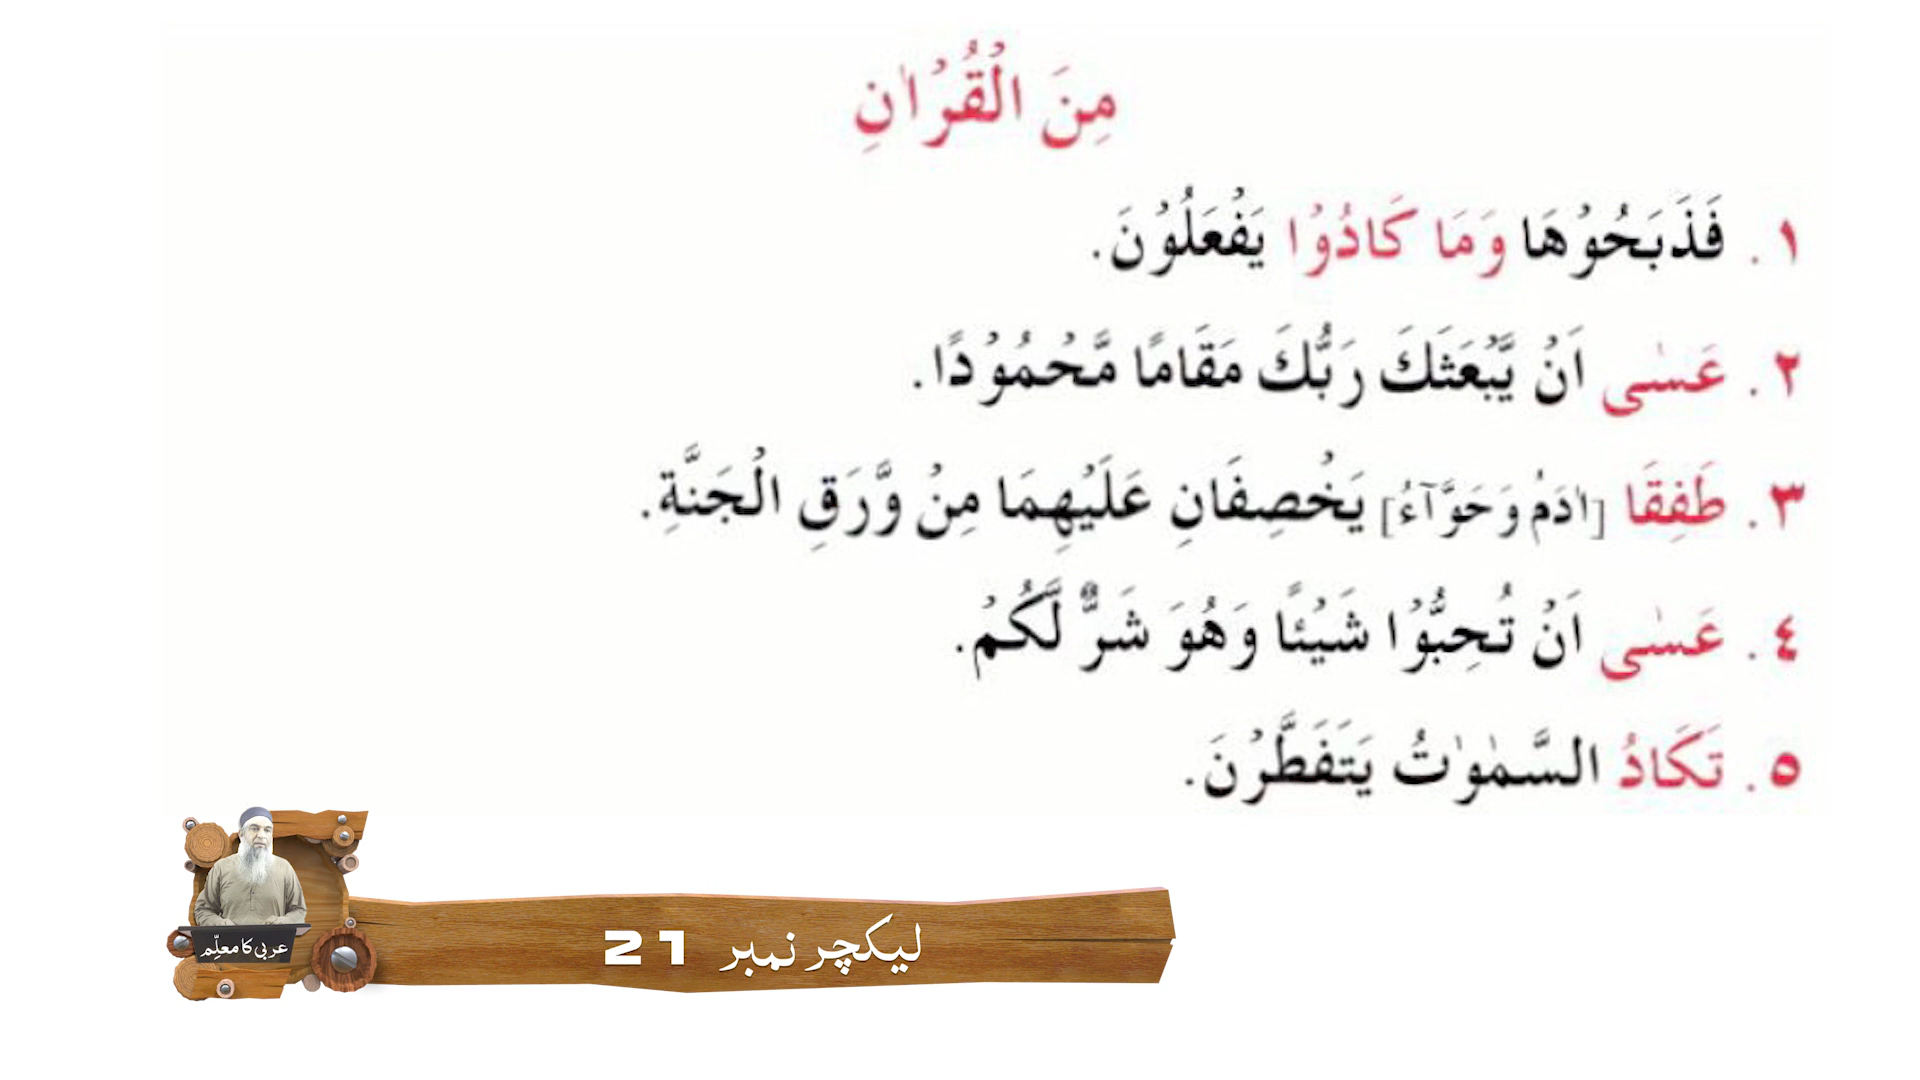 مِنَ الْقُرْاٰنِ
١. فَذَبَحُوْهَا وَمَا كَادُوْا يَفْعَلُوْنَ.
٢. عَسٰى اَنْ يَّبْعَثَكَ رَبُّكَ مَقَامًا مَّحْمُوْدًا.
٣. طَفِقَا [اٰدَمُ وَحَوَّآءُ] يَخْصِفَانِ عَلَيْهِمَا مِنْ وَّرَقِ الْجَنَّةِ.
٤. عَسٰى اَنْ تُحِبُّوْا شَيْئًا وَهُوَ شَرٌّ لَّكُمْ.
٥. تَكَادُ السَّمٰوٰتُ يَتَفَطَّرْنَ.
لیکچر نمبر 21
عربی کا معلِّم